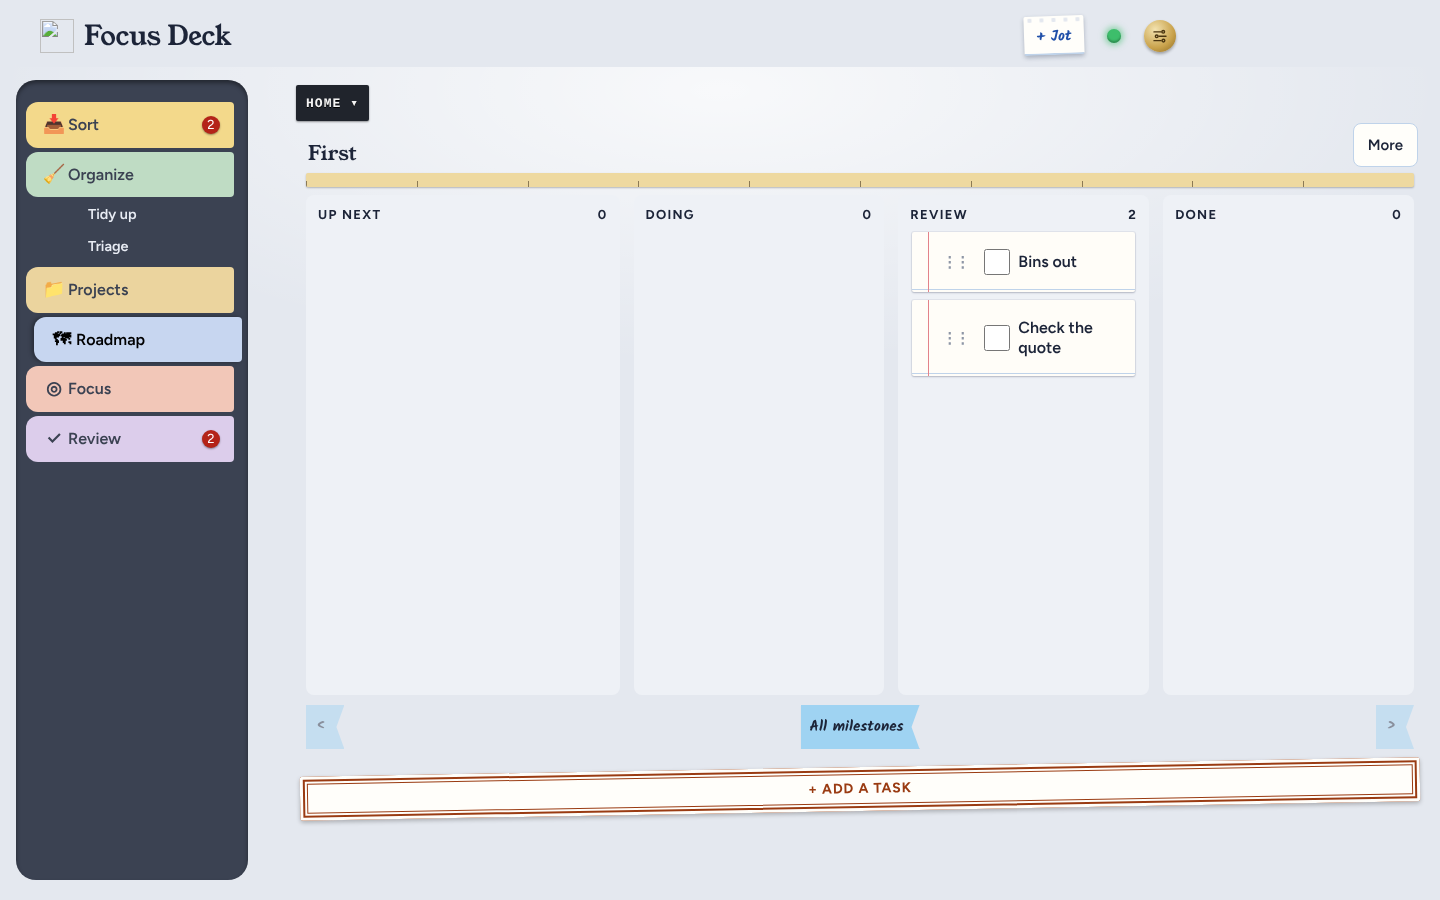 Focus Deck
+ Jot
Sort 2
Organize
Tidy up
Triage
Projects
Roadmap
Focus
Review 2
HOME ▾
First
More
UP NEXT 0
DOING 0
REVIEW 2
DONE 0
Bins out
Check the
quote
<
All milestones
>
+ ADD A TASK